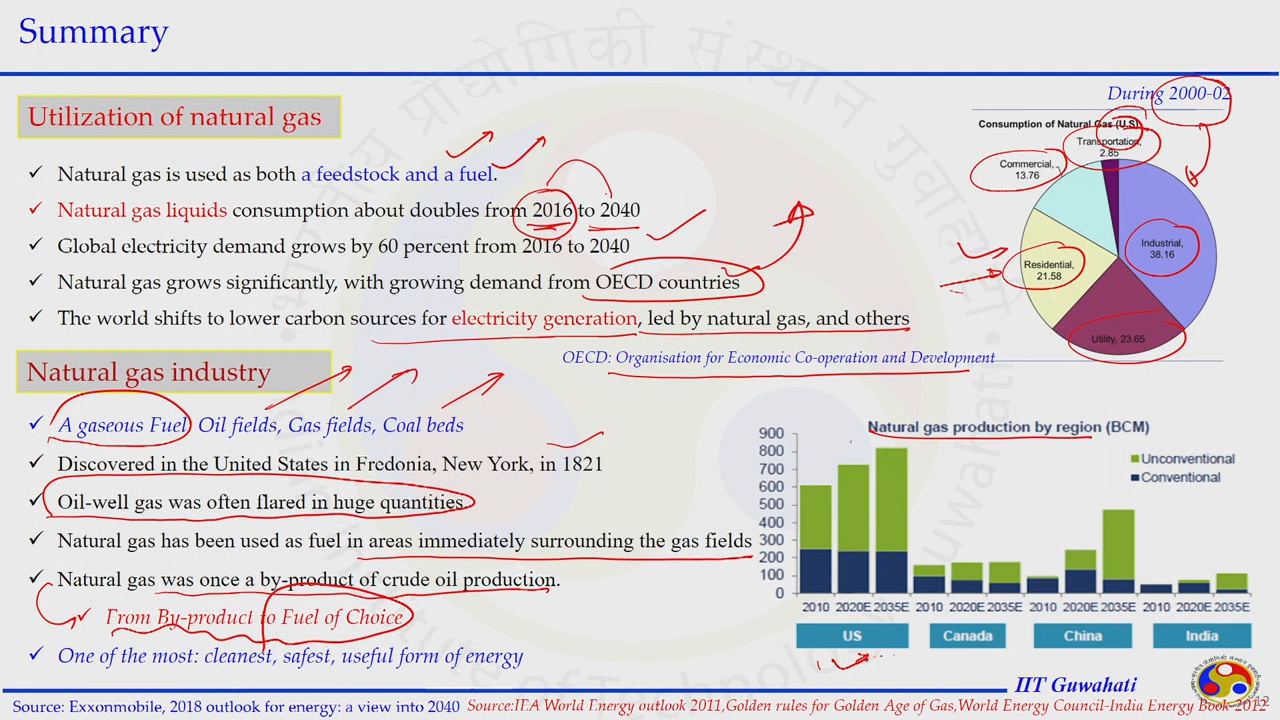 Summary
Utilization of natural gas
✓ Natural gas is used as both a feedstock and a fuel.
✓ Natural gas liquids consumption about doubles from 2016 to 2040
✓ Global electricity demand grows by 60 percent from 2016 to 2040
✓ Natural gas grows significantly, with growing demand from OECD countries
✓ The world shifts to lower carbon sources for electricity generation, led by natural gas, and others
OECD: Organisation for Economic Co-operation and Development
During 2000-02
Consumption of Natural Gas (U.S)
Transportation,
2.85
Commercial,
13.76
Industrial,
38.16
Residential,
21.58
Utility, 23.65
Natural gas industry
✓ A gaseous Fuel Oil fields, Gas fields, Coal beds
✓ Discovered in the United States in Fredonia, New York, in 1821
✓ Oil-well gas was often flared in huge quantities.
✓ Natural gas has been used as fuel in areas immediately surrounding the gas fields
✓ Natural gas was once a by-product of crude oil production.
✓ From By-product to Fuel of Choice
✓ One of the most: cleanest, safest, useful form of energy
Natural gas production by region (BCM)
Unconventional
Conventional
900
800
700
600
500
400
300
200
100
0
2010 2020E 2035E 2010 2020E 2035E 2010 2020E 2035E 2010 2020E 2035E
US Canada China India
IIT Guwahati
Source: Exxonmobile, 2018 outlook for energy: a view into 2040 Source:IEA World Energy outlook 2011,Golden rules for Golden Age of Gas,World Energy Council-India Energy Book 2012